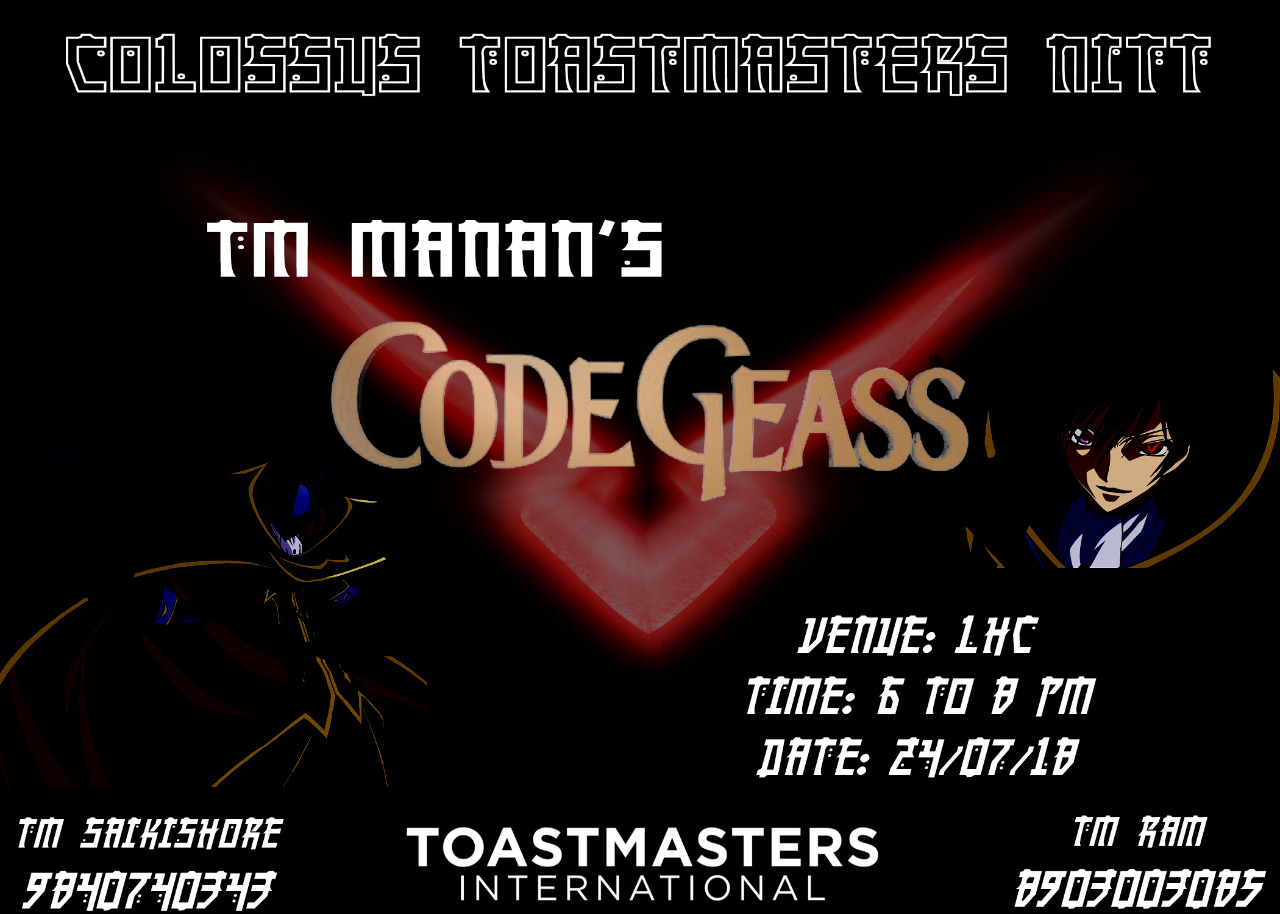 COLOSSUS TOASTMASTERS NITT
TM MANAN'S
CODE GEASS
VENUE: LHC
TIME: 6 TO 8 PM
DATE: 24/07/18
TM SAIKISHORE
9840740343
TOASTMASTERS
INTERNATIONAL
TM RAM
8903003085